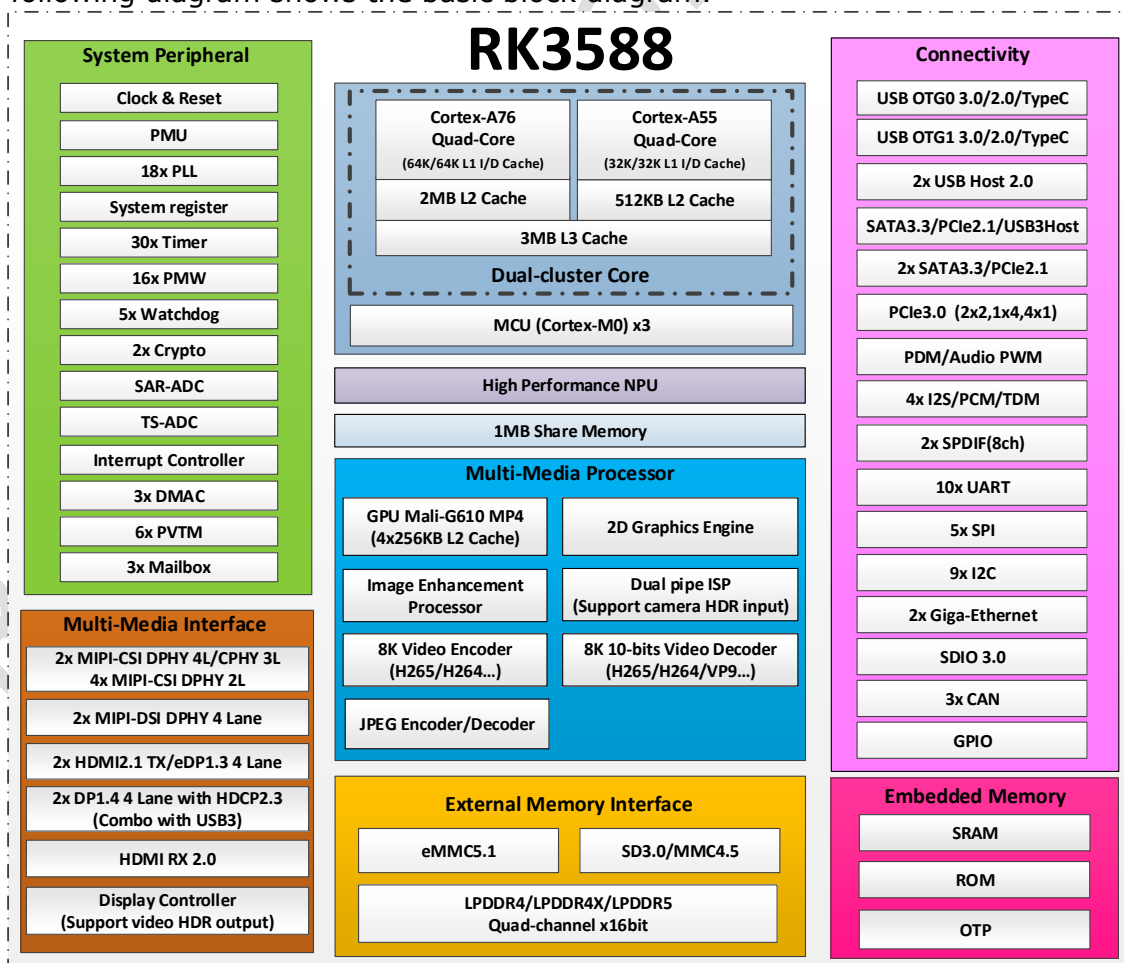 following diagram shows the basic block diagram.
RK3588
System Peripheral
Clock & Reset
PMU
18x PLL
System register
30x Timer
16x PMW
5x Watchdog
2x Crypto
SAR-ADC
TS-ADC
Interrupt Controller
3x DMAC
6x PVTM
3x Mailbox
Multi-Media Interface
2x MIPI-CSI DPHY 4L/CPHY 3L
4x MIPI-CSI DPHY 2L
2x MIPI-DSI DPHY 4 Lane
2x HDMI2.1 TX/eDP1.3 4 Lane
2x DP1.4 4 Lane with HDCP2.3
(Combo with USB3)
HDMI RX 2.0
Display Controller
(Support video HDR output)
Cortex-A76
Quad-Core
(64K/64K L1 I/D Cache)
2MB L2 Cache
Cortex-A55
Quad-Core
(32K/32K L1 I/D Cache)
512KB L2 Cache
3MB L3 Cache
Dual-cluster Core
MCU (Cortex-M0) x3
High Performance NPU
1MB Share Memory
Multi-Media Processor
GPU Mali-G610 MP4
(4x256KB L2 Cache)
2D Graphics Engine
Image Enhancement
Processor
Dual pipe ISP
(Support camera HDR input)
8K Video Encoder
(H265/H264...)
8K 10-bits Video Decoder
(H265/H264/VP9...)
JPEG Encoder/Decoder
External Memory Interface
eMMC5.1
SD3.0/MMC4.5
LPDDR4/LPDDR4X/LPDDR5
Quad-channel x16bit
Connectivity
USB OTG0 3.0/2.0/TypeC
USB OTG1 3.0/2.0/TypeC
2x USB Host 2.0
SATA3.3/PCIe2.1/USB3Host
2x SATA3.3/PCIe2.1
PCIe3.0 (2x2,1x4,4x1)
PDM/Audio PWM
4x I2S/PCM/TDM
2x SPDIF(8ch)
10x UART
5x SPI
9x I2C
2x Giga-Ethernet
SDIO 3.0
3x CAN
GPIO
Embedded Memory
SRAM
ROM
OTP